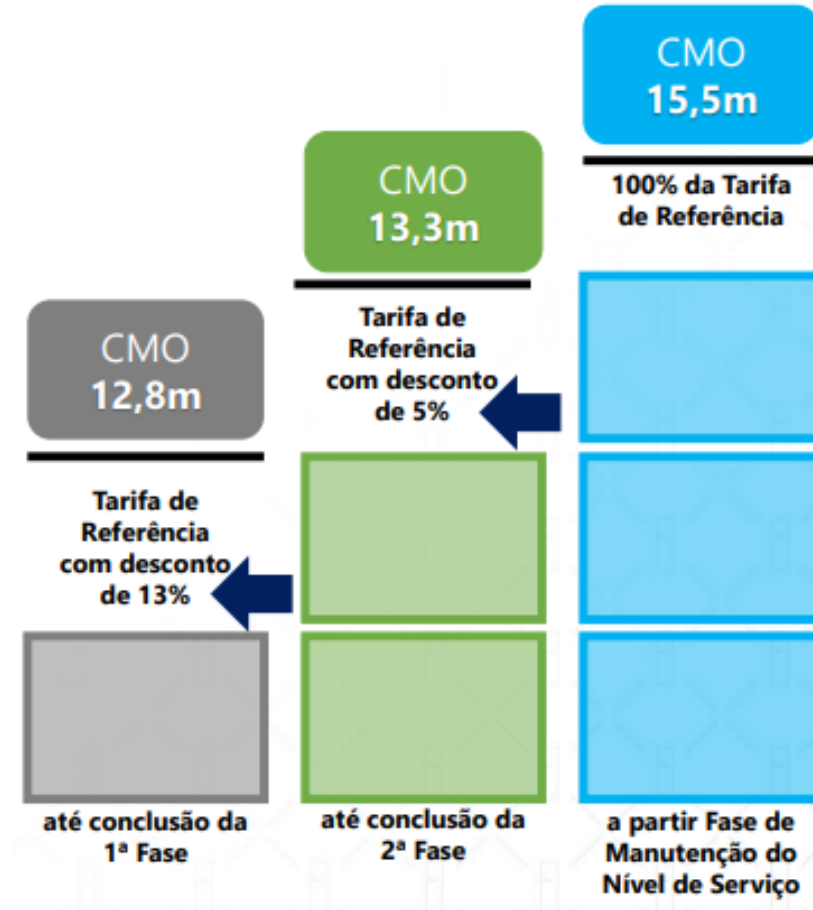 CMO
12,8m
Tarifa de
Referência
com desconto
de 13%
até conclusão da
1ª Fase
CMO
13,3m
Tarifa de
Referência
com desconto
de 5%
até conclusão da
2ª Fase
CMO
15,5m
100% da Tarifa
de Referência
a partir Fase de
Manutenção do
Nível de Serviço